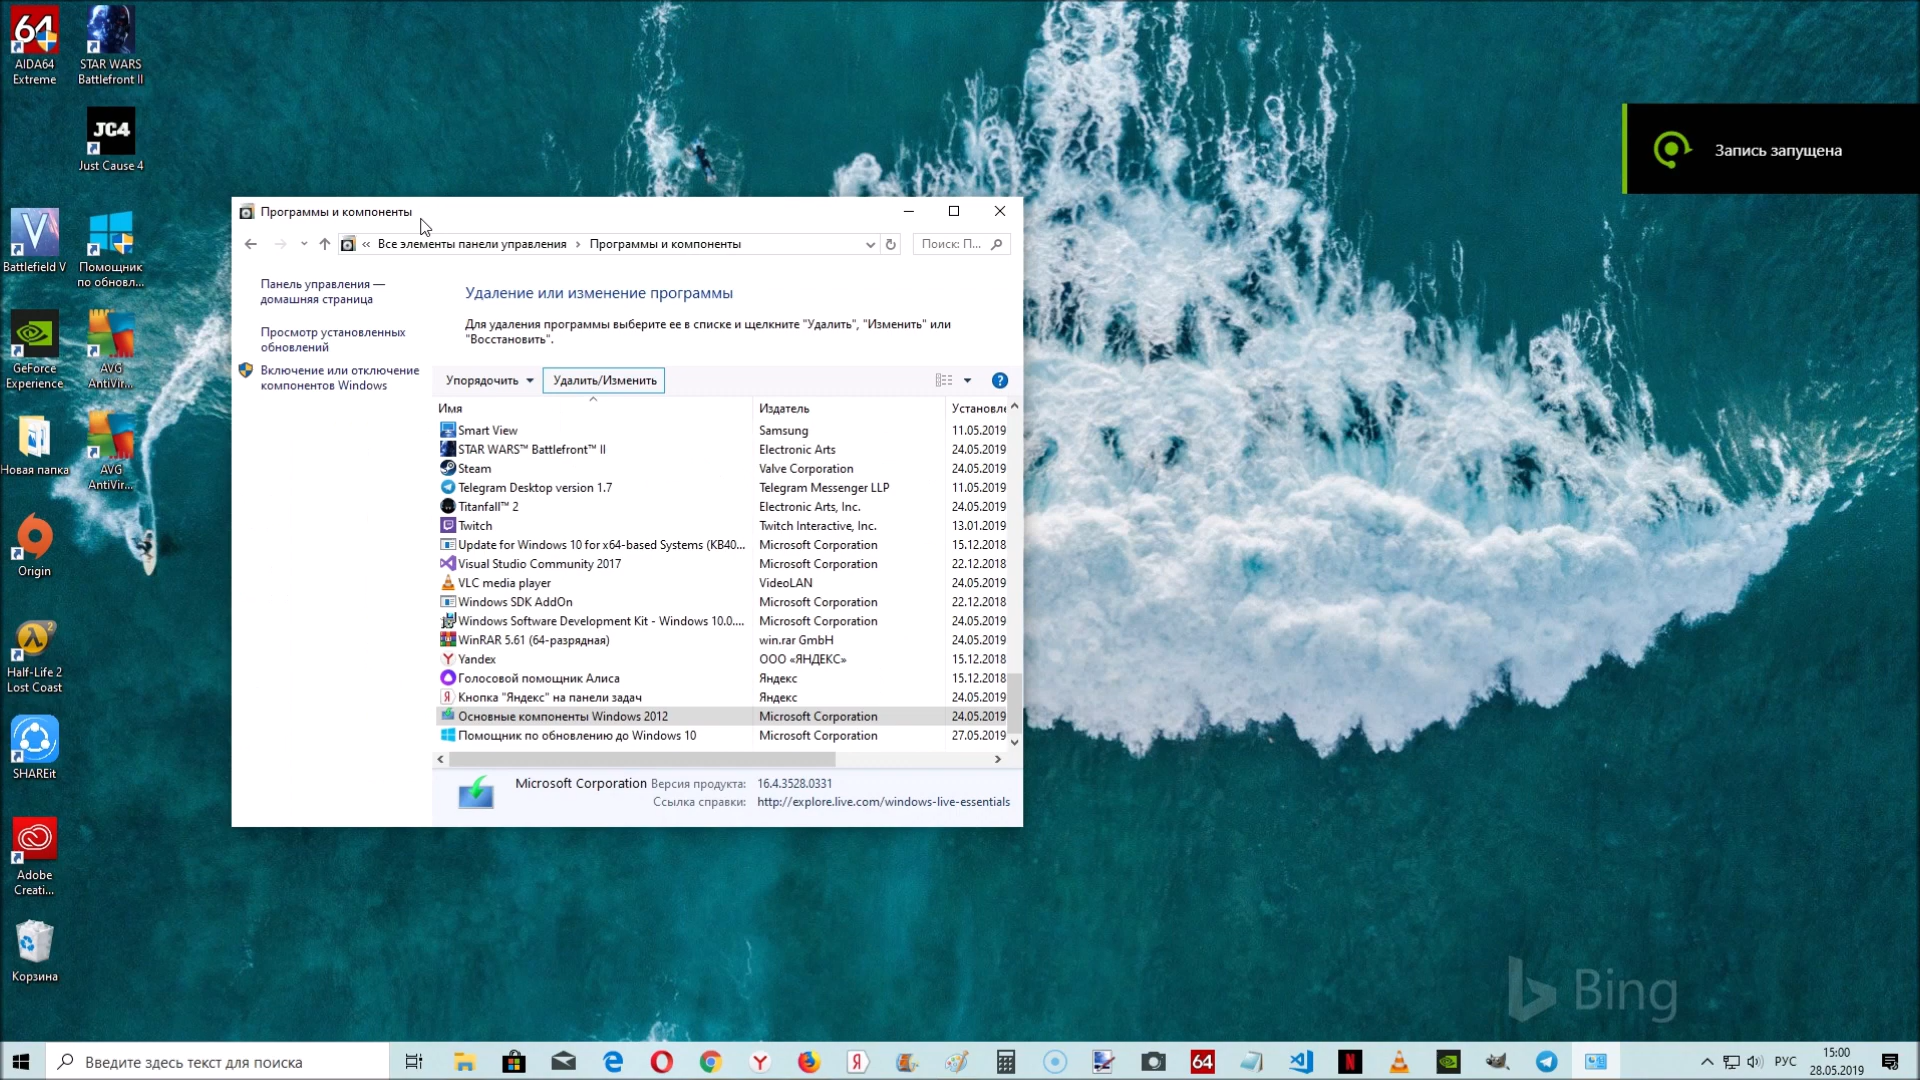 64
AIDA64
Extreme
STAR WARS
Battlefront II
JC4
Just Cause 4
V
Battlefield V
Помощник
по обновл...
GeForce
Experience
AVG
AntiVir...
Новая папка
AVG
AntiVir...
Origin
2
Half-Life 2
Lost Coast
SHAREit
Adobe
Creati...
Корзина
Запись запущена
Программы и компоненты
« Все элементы панели управления › Программы и компоненты
Поиск: П...
Панель управления —
домашняя страница
Просмотр установленных
обновлений
Включение или отключение
компонентов Windows
Удаление или изменение программы
Для удаления программы выберите ее в списке и щелкните "Удалить", "Изменить" или
"Восстановить".
Упорядочить Удалить/Изменить ?
Имя Издатель Установле
Smart View Samsung 11.05.2019
STAR WARS™ Battlefront™ II Electronic Arts 24.05.2019
Steam Valve Corporation 24.05.2019
Telegram Desktop version 1.7 Telegram Messenger LLP 11.05.2019
Titanfall™ 2 Electronic Arts, Inc. 24.05.2019
Twitch Twitch Interactive, Inc. 13.01.2019
Update for Windows 10 for x64-based Systems (KB40... Microsoft Corporation 15.12.2018
Visual Studio Community 2017 Microsoft Corporation 22.12.2018
VLC media player VideoLAN 24.05.2019
Windows SDK AddOn Microsoft Corporation 22.12.2018
Windows Software Development Kit - Windows 10.0.... Microsoft Corporation 24.05.2019
WinRAR 5.61 (64-разрядная) win.rar GmbH 24.05.2019
Yandex ООО «ЯНДЕКС» 15.12.2018
Голосовой помощник Алиса Яндекс 15.12.2018
Кнопка "Яндекс" на панели задач Яндекс 24.05.2019
Основные компоненты Windows 2012 Microsoft Corporation 24.05.2019
Помощник по обновлению до Windows 10 Microsoft Corporation 27.05.2019
Microsoft Corporation Версия продукта: 16.4.3528.0331
Ссылка справки: http://explore.live.com/windows-live-essentials
Bing
Введите здесь текст для поиска
64
РУС
15:00
28.05.2019